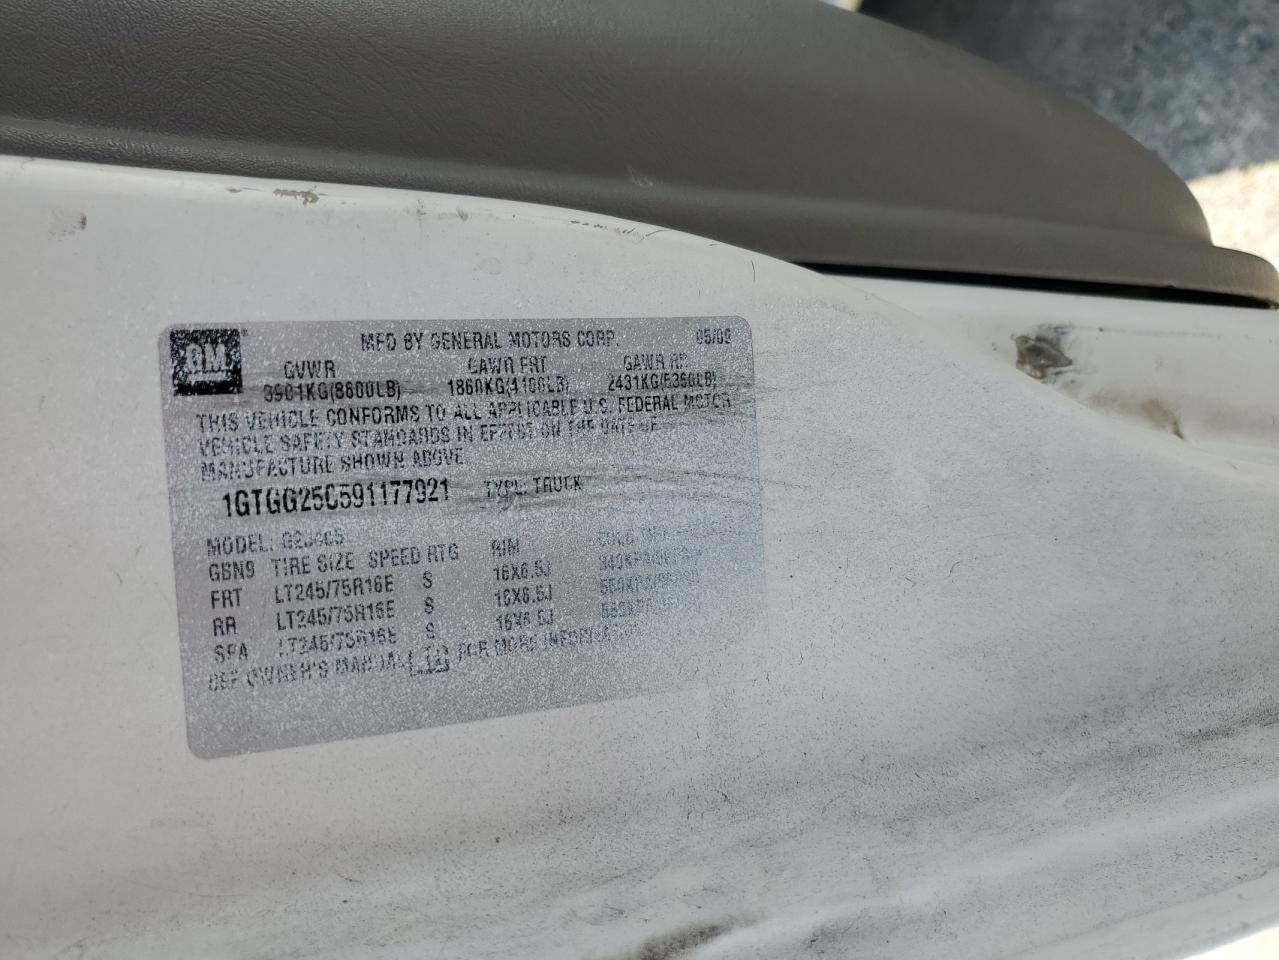 GM
MFD BY GENERAL MOTORS CORP. 05/09
GVWR GAWR FRT GAWR RR
3901KG(8600LB) 1860KG(4100LB) 2431KG(5360LB)
THIS VEHICLE CONFORMS TO ALL APPLICABLE U.S. FEDERAL MOTOR
VEHICLE SAFETY STANDARDS IN EFFECT ON THE DATE OF
MANUFACTURE SHOWN ABOVE
1GTGG25C591177921 TYPE: TRUCK
MODEL:
GBN9 TIRE SIZE SPEED RTG RIM
FRT LT245/75R16E S 16X6.5J
RR LT245/75R16E S 16X6.5J
SPA LT245/75R16E S 16X6.5J
OWNER'S MANUAL FOR MORE INFORMATION